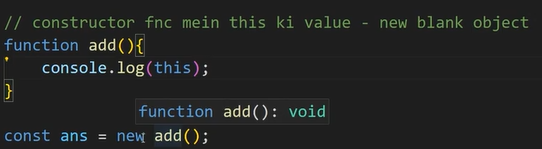 // constructor fnc mein this ki value - new blank object
function add(){
    console.log(this);
}
function add(): void
const ans = new add();